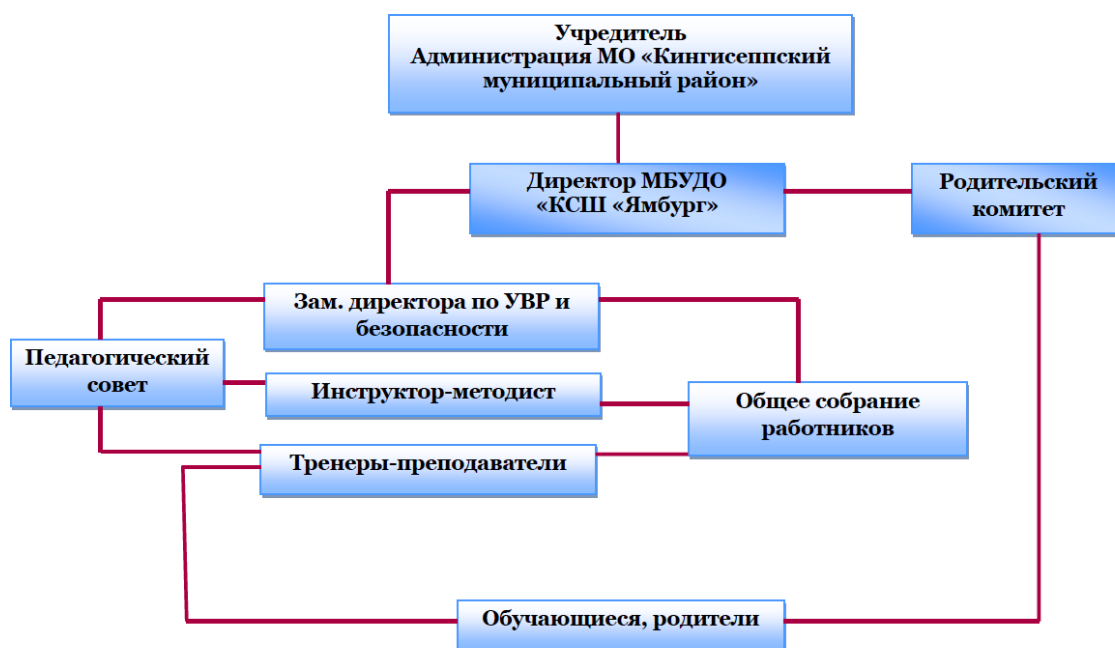 Учредитель
Администрация МО «Кингисеппский
муниципальный район»
Директор МБУДО
«КСШ «Ямбург»
Родительский
комитет
Зам. директора по УВР и
безопасности
Педагогический
совет
Инструктор-методист
Общее собрание
работников
Тренеры-преподаватели
Обучающиеся, родители